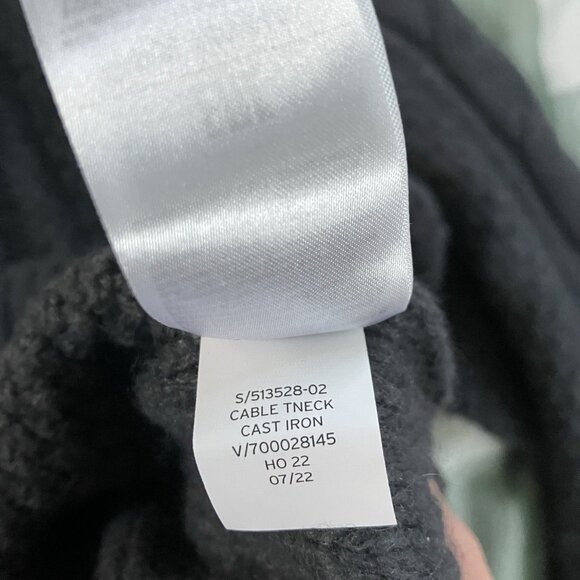 S/513528-02
CABLE TNECK
CAST IRON
V/700028145
HO 22
07/22